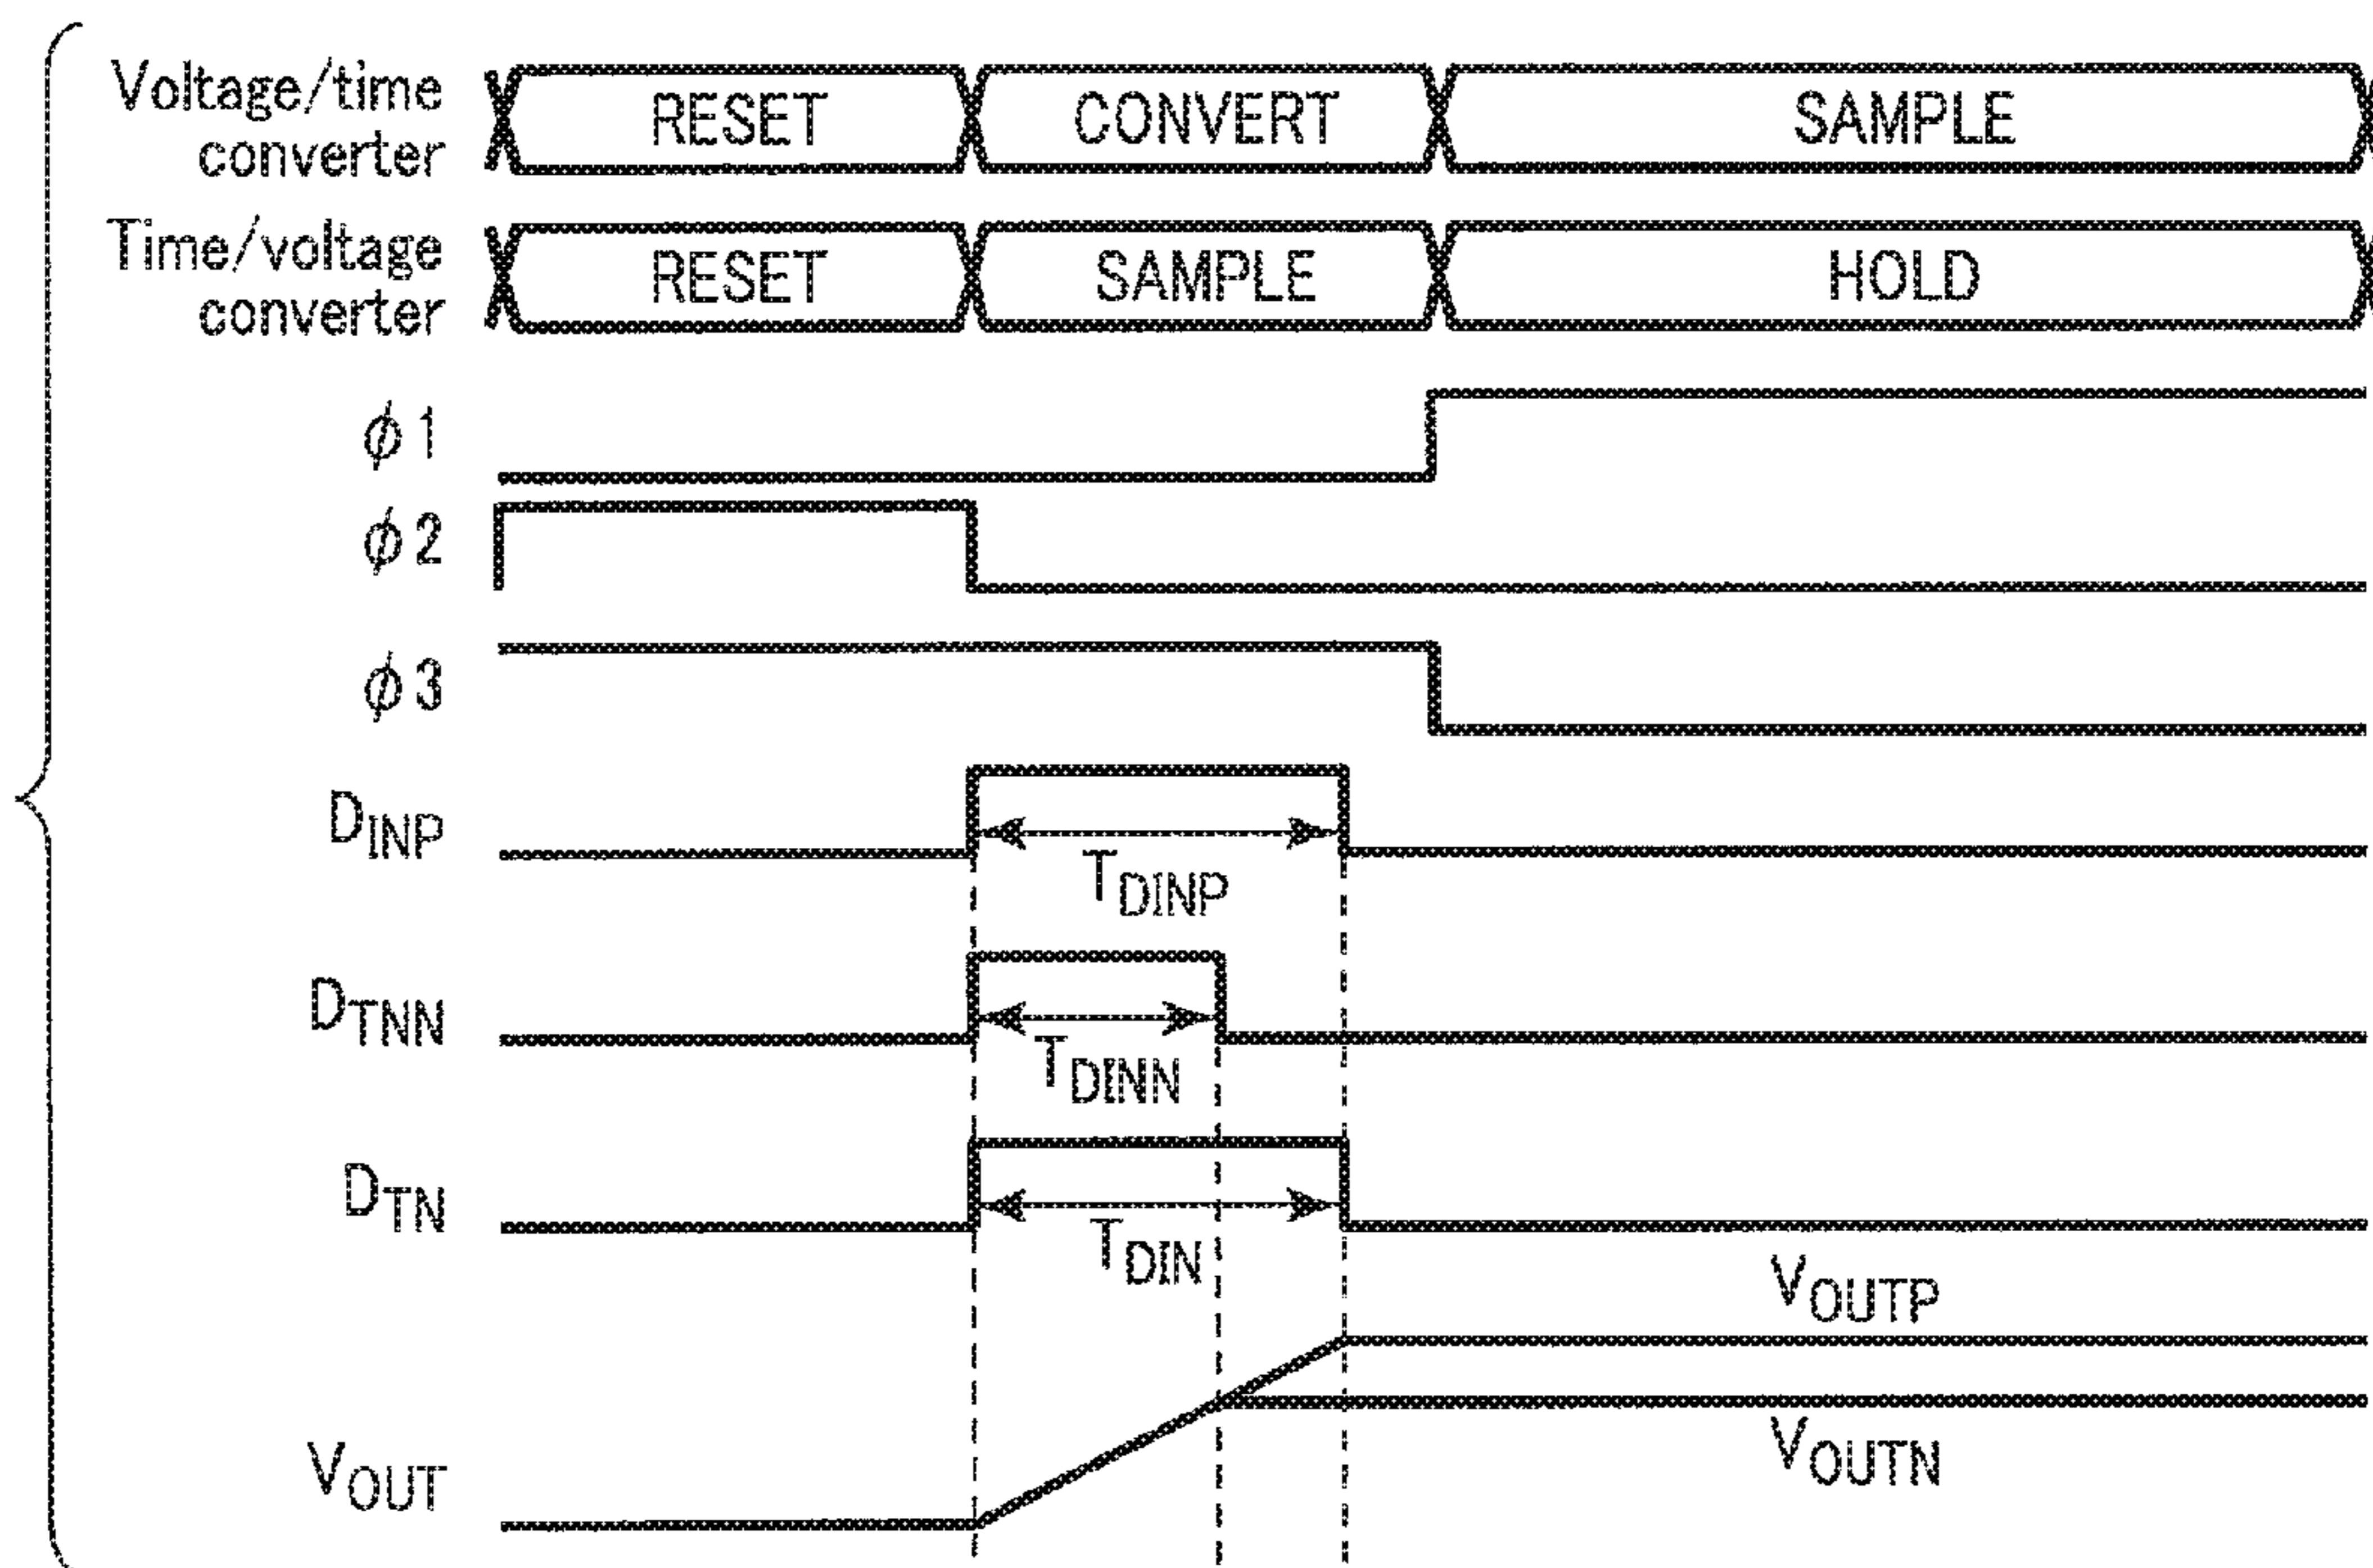 Voltage/time
converter
RESET
CONVERT
SAMPLE
Time/voltage
converter
RESET
SAMPLE
HOLD
ϕ1
ϕ2
ϕ3
DINP
TDINP
DTNN
TDINN
DTN
TDIN
VOUTP
VOUT
VOUTN